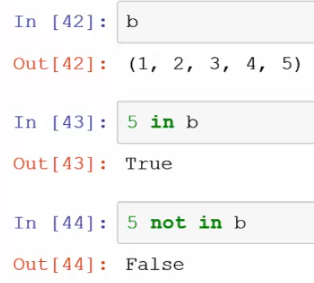 In [42]: b
Out[42]: (1, 2, 3, 4, 5)
In [43]: 5 in b
Out[43]: True
In [44]: 5 not in b
Out[44]: False